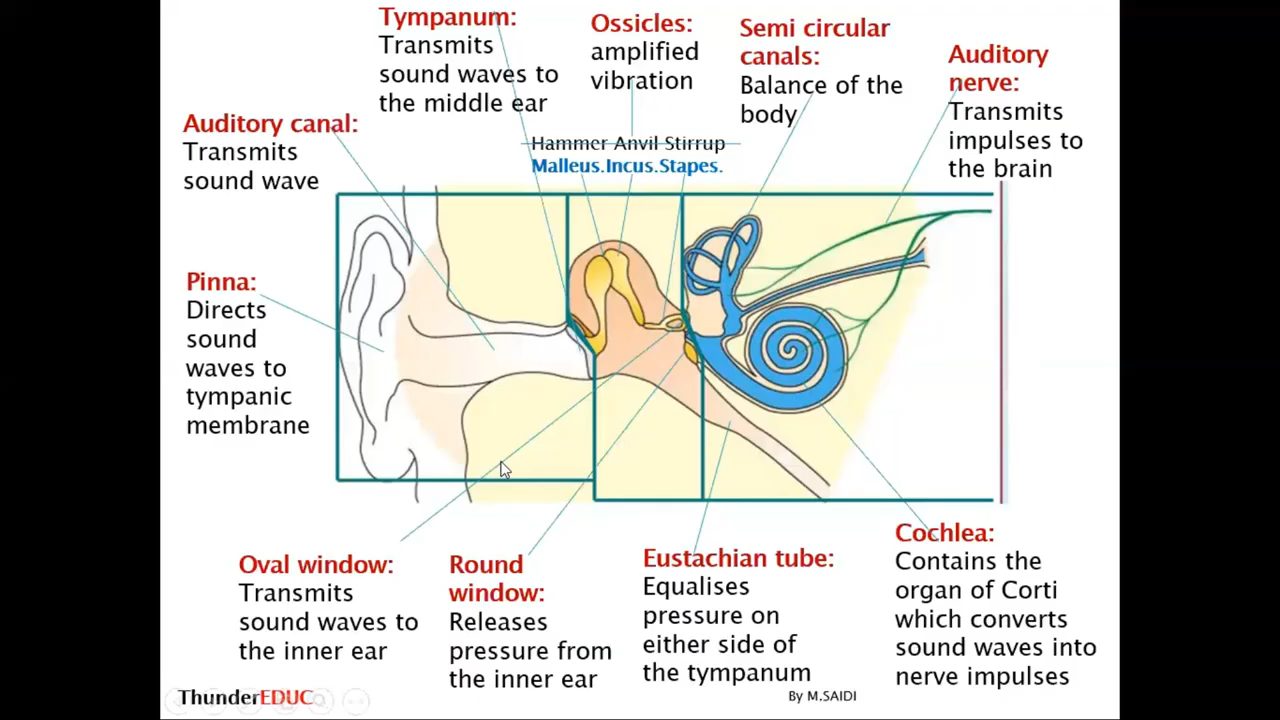 Tympanum:
Transmits
sound waves to
the middle ear
Ossicles:
amplified
vibration
Semi circular
canals:
Balance of the
body
Auditory
nerve:
Transmits
impulses to
the brain
Auditory canal:
Transmits
sound wave
Hammer Anvil Stirrup
Malleus.Incus.Stapes.
Pinna:
Directs
sound
waves to
tympanic
membrane
Oval window:
Transmits
sound waves to
the inner ear
Round
window:
Releases
pressure from
the inner ear
Eustachian tube:
Equalises
pressure on
either side of
the tympanum
Cochlea:
Contains the
organ of Corti
which converts
sound waves into
nerve impulses
ThunderEDUC
By M.SAIDI